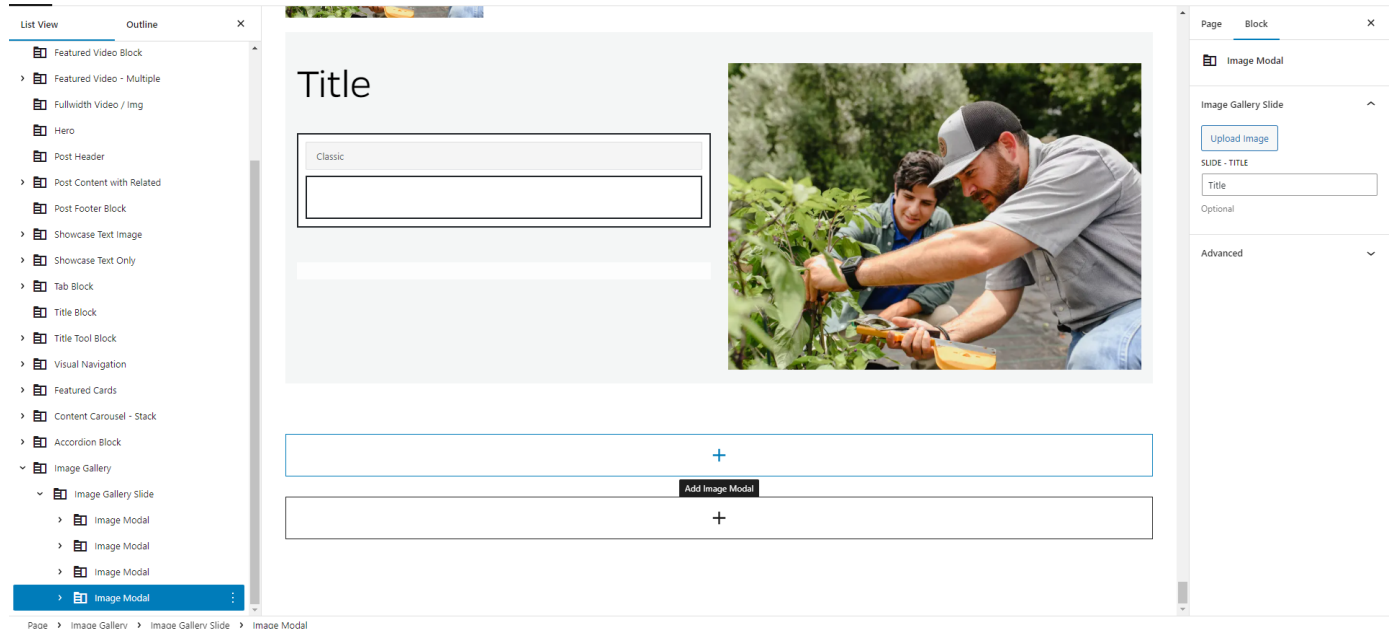 List View
Outline
Featured Video Block
Featured Video - Multiple
Fullwidth Video / Img
Hero
Post Header
Post Content with Related
Post Footer Block
Showcase Text Image
Showcase Text Only
Tab Block
Title Block
Title Tool Block
Visual Navigation
Featured Cards
Content Carousel - Stack
Accordion Block
Image Gallery
Image Gallery Slide
Image Modal
Image Modal
Image Modal
Image Modal
Title
Classic
Add Image Modal
Page
Block
Image Modal
Image Gallery Slide
Upload Image
SLIDE - TITLE
Title
Optional
Advanced
Page > Image Gallery > Image Gallery Slide > Image Modal